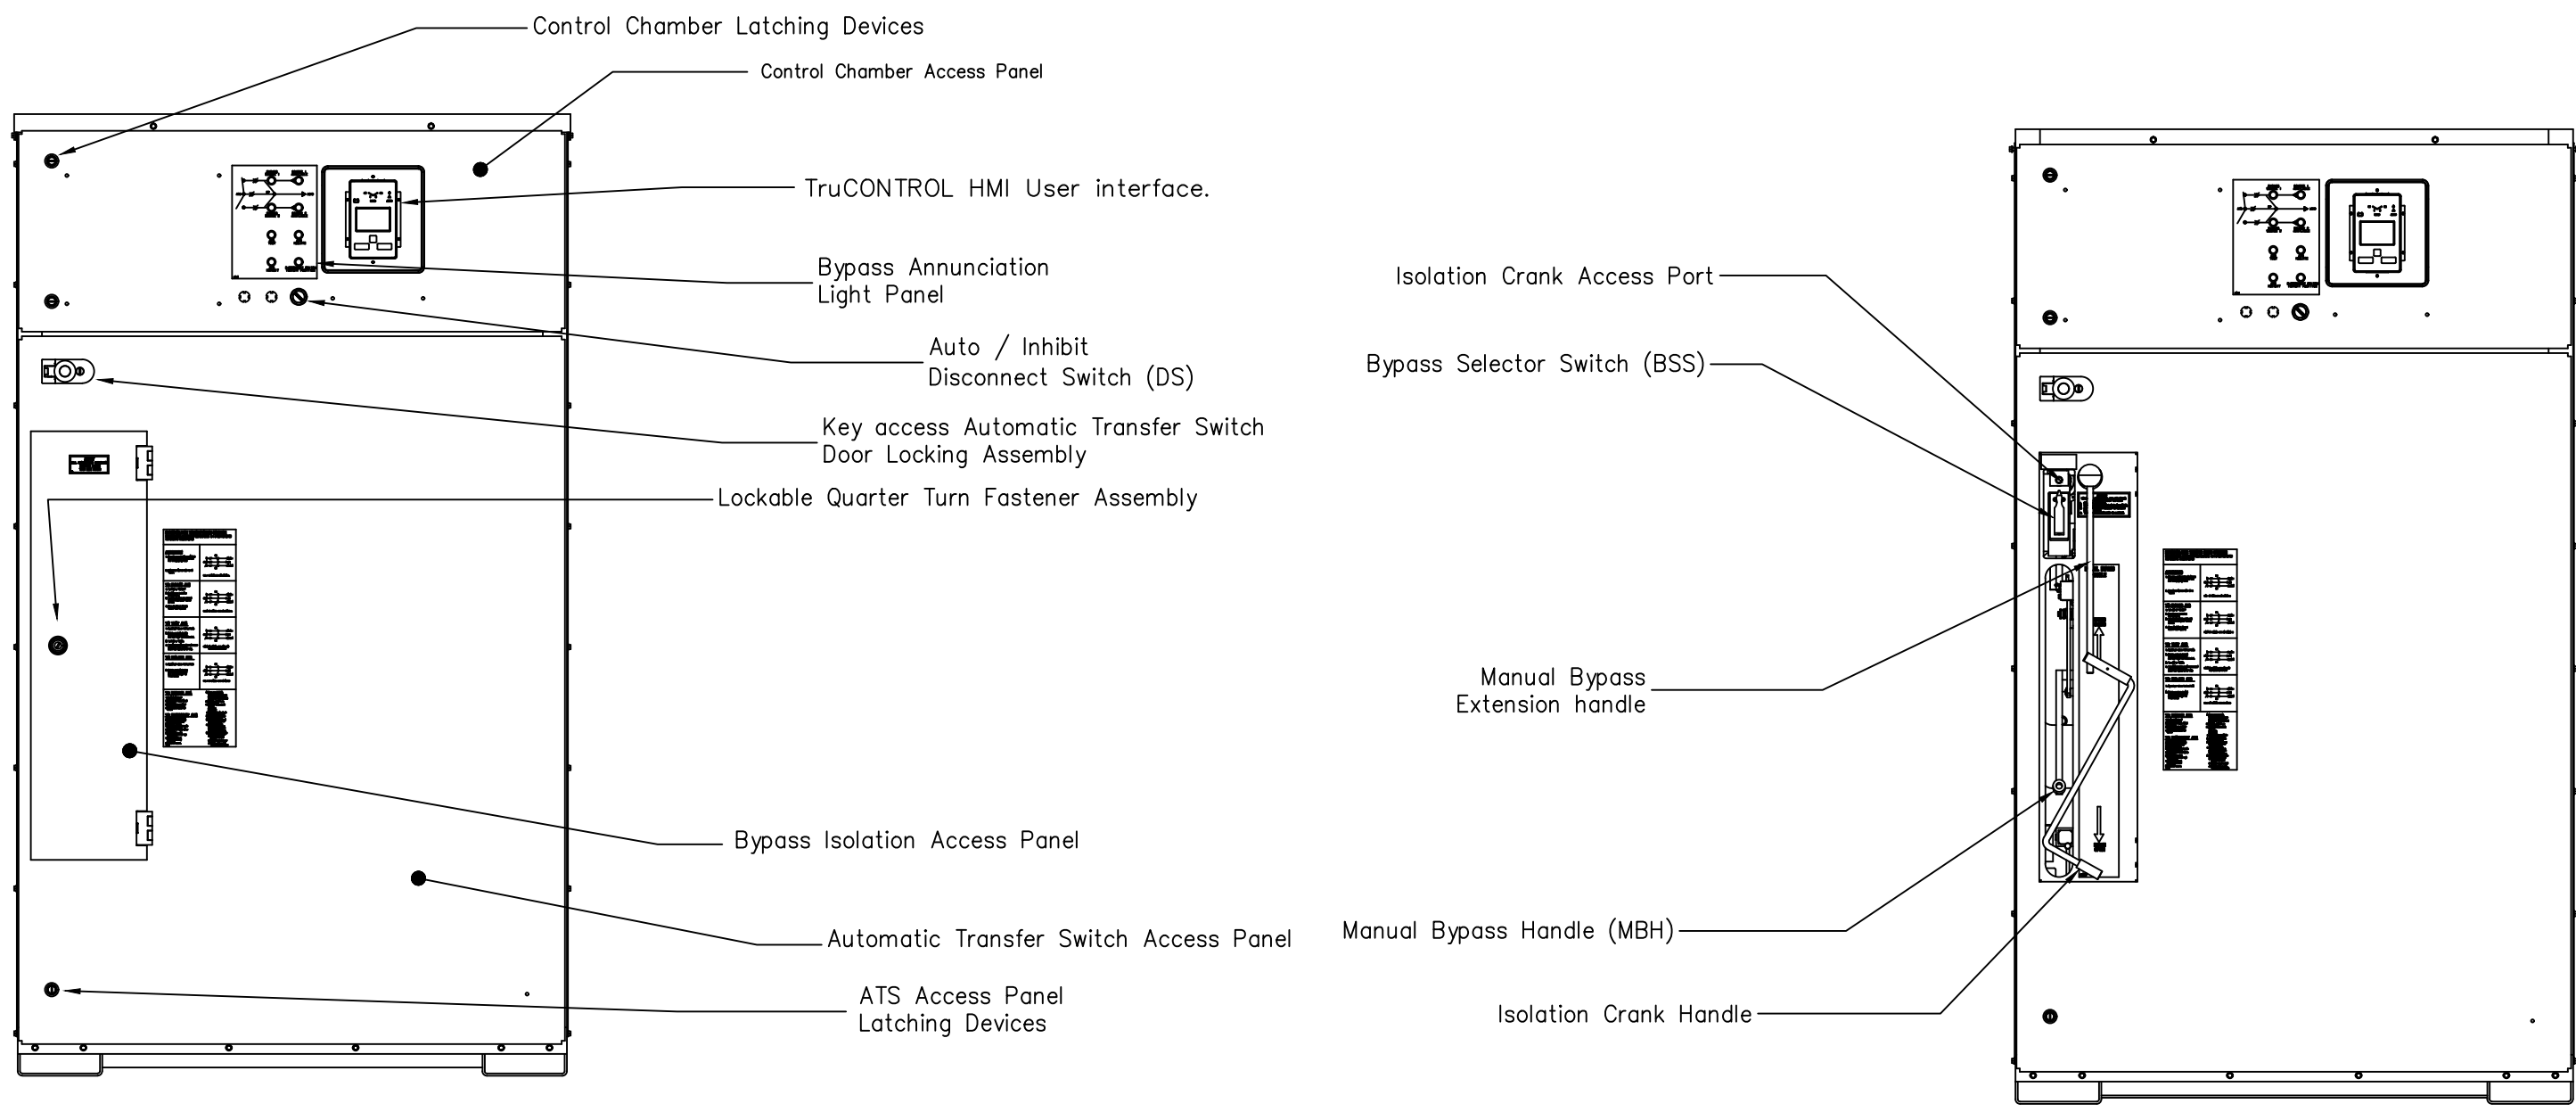 Control Chamber Latching Devices
Control Chamber Access Panel
TruCONTROL HMI User interface.
Bypass Annunciation
Light Panel
Auto / Inhibit
Disconnect Switch (DS)
Key access Automatic Transfer Switch
Door Locking Assembly
Lockable Quarter Turn Fastener Assembly
Bypass Isolation Access Panel
Automatic Transfer Switch Access Panel
ATS Access Panel
Latching Devices
Isolation Crank Access Port
Bypass Selector Switch (BSS)
Manual Bypass
Extension handle
Manual Bypass Handle (MBH)
Isolation Crank Handle